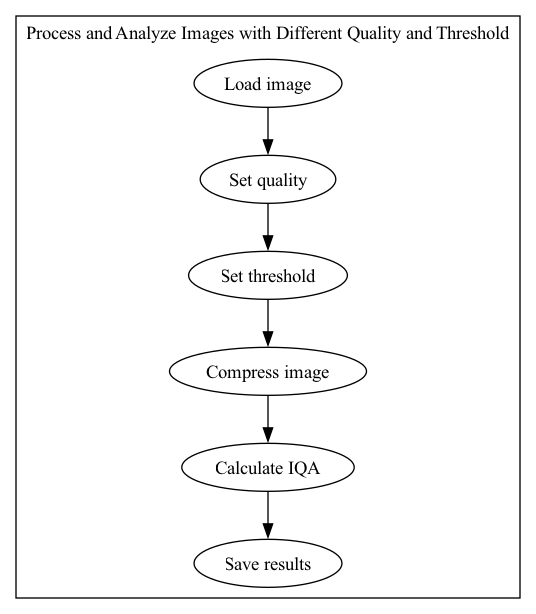 Process and Analyze Images with Different Quality and Threshold
Load image
Set quality
Set threshold
Compress image
Calculate IQA
Save results